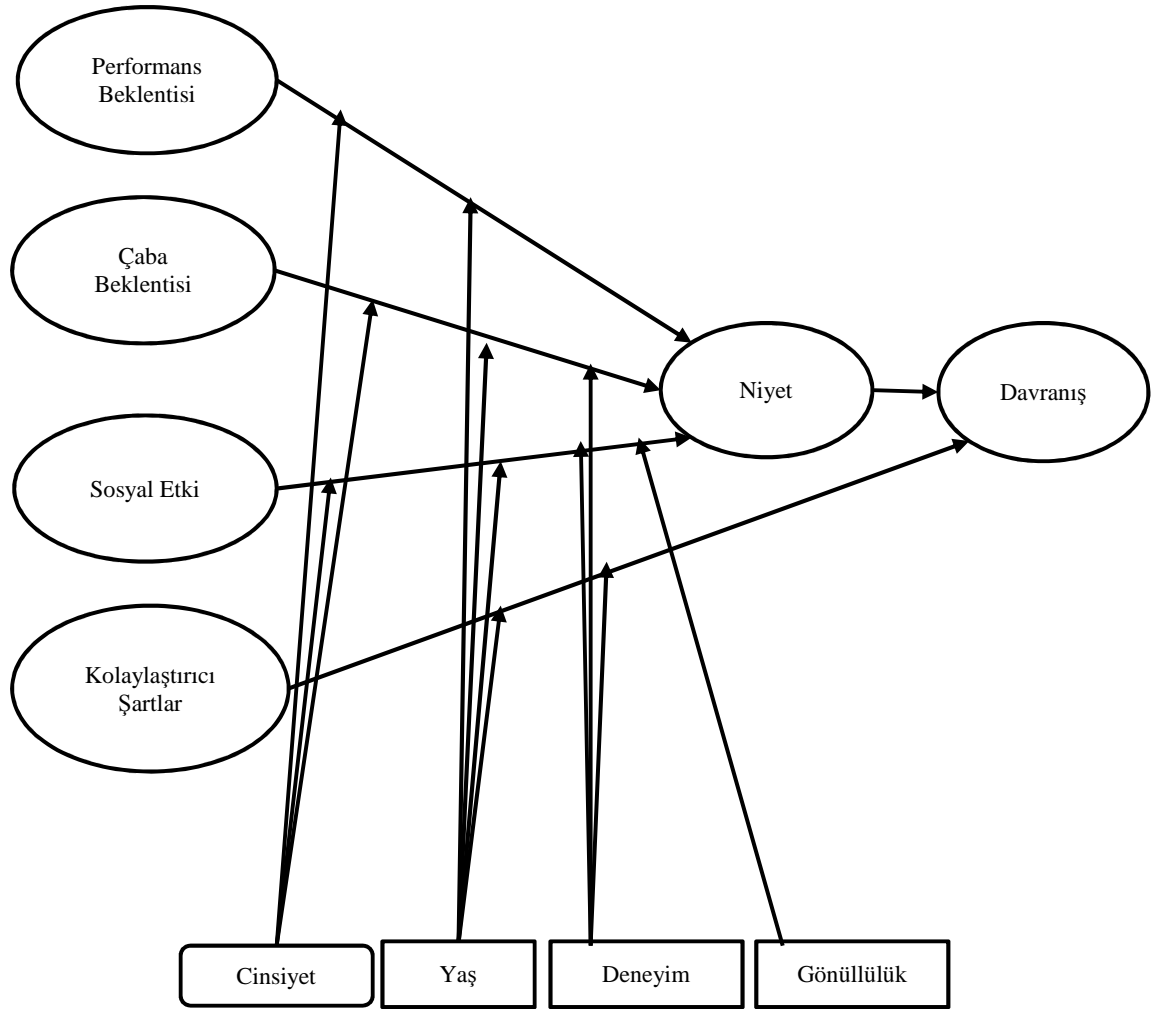 Performans
Beklentisi
Çaba
Beklentisi
Niyet
Davranış
Sosyal Etki
Kolaylaştırıcı
Şartlar
Cinsiyet
Yaş
Deneyim
Gönüllülük